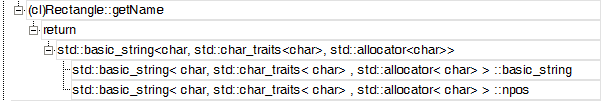 (cl)Rectangle::getName
return
std::basic_string<char, std::char_traits<char>, std::allocator<char>>
std::basic_string< char, std::char_traits< char> , std::allocator< char> > ::basic_string
std::basic_string< char, std::char_traits< char> , std::allocator< char> > ::npos